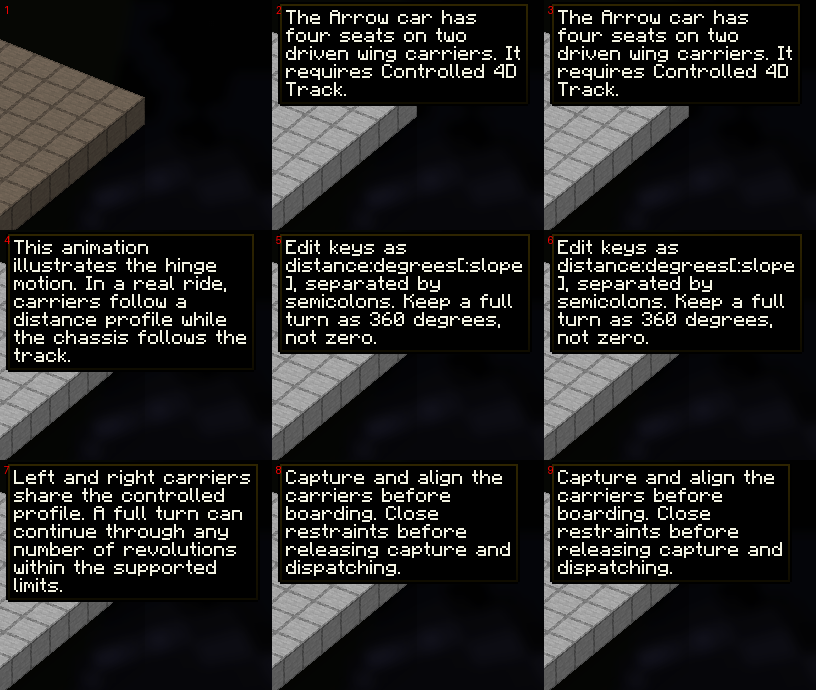 1
2
The Arrow car has
four seats on two
driven wing carriers. It
requires Controlled 4D
Track.
3
The Arrow car has
four seats on two
driven wing carriers. It
requires Controlled 4D
Track.
4
This animation
illustrates the hinge
motion. In a real ride,
carriers follow a
distance profile while
the chassis follows the
track.
5
Edit keys as
distance:degrees[:slope
], separated by
semicolons. Keep a full
turn as 360 degrees,
not zero.
6
Edit keys as
distance:degrees[:slope
], separated by
semicolons. Keep a full
turn as 360 degrees,
not zero.
7
Left and right carriers
share the controlled
profile. A full turn can
continue through any
number of revolutions
within the supported
limits.
8
Capture and align the
carriers before
boarding. Close
restraints before
releasing capture and
dispatching.
9
Capture and align the
carriers before
boarding. Close
restraints before
releasing capture and
dispatching.